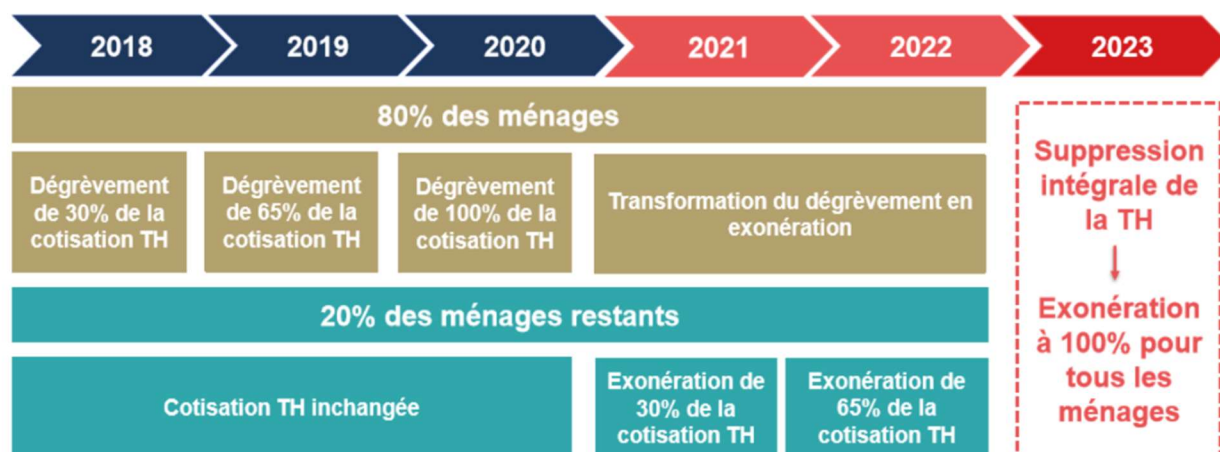 2018 2019 2020 2021 2022 2023
80% des ménages
Dégrèvement
de 30% de la
cotisation TH
Dégrèvement
de 65% de la
cotisation TH
Dégrèvement
de 100% de la
cotisation TH
Transformation du dégrèvement en
exonération
20% des ménages restants
Cotisation TH inchangée
Exonération de
30% de la
cotisation TH
Exonération de
65% de la
cotisation TH
Suppression
intégrale de
la TH
Exonération
à 100% pour
tous les
ménages